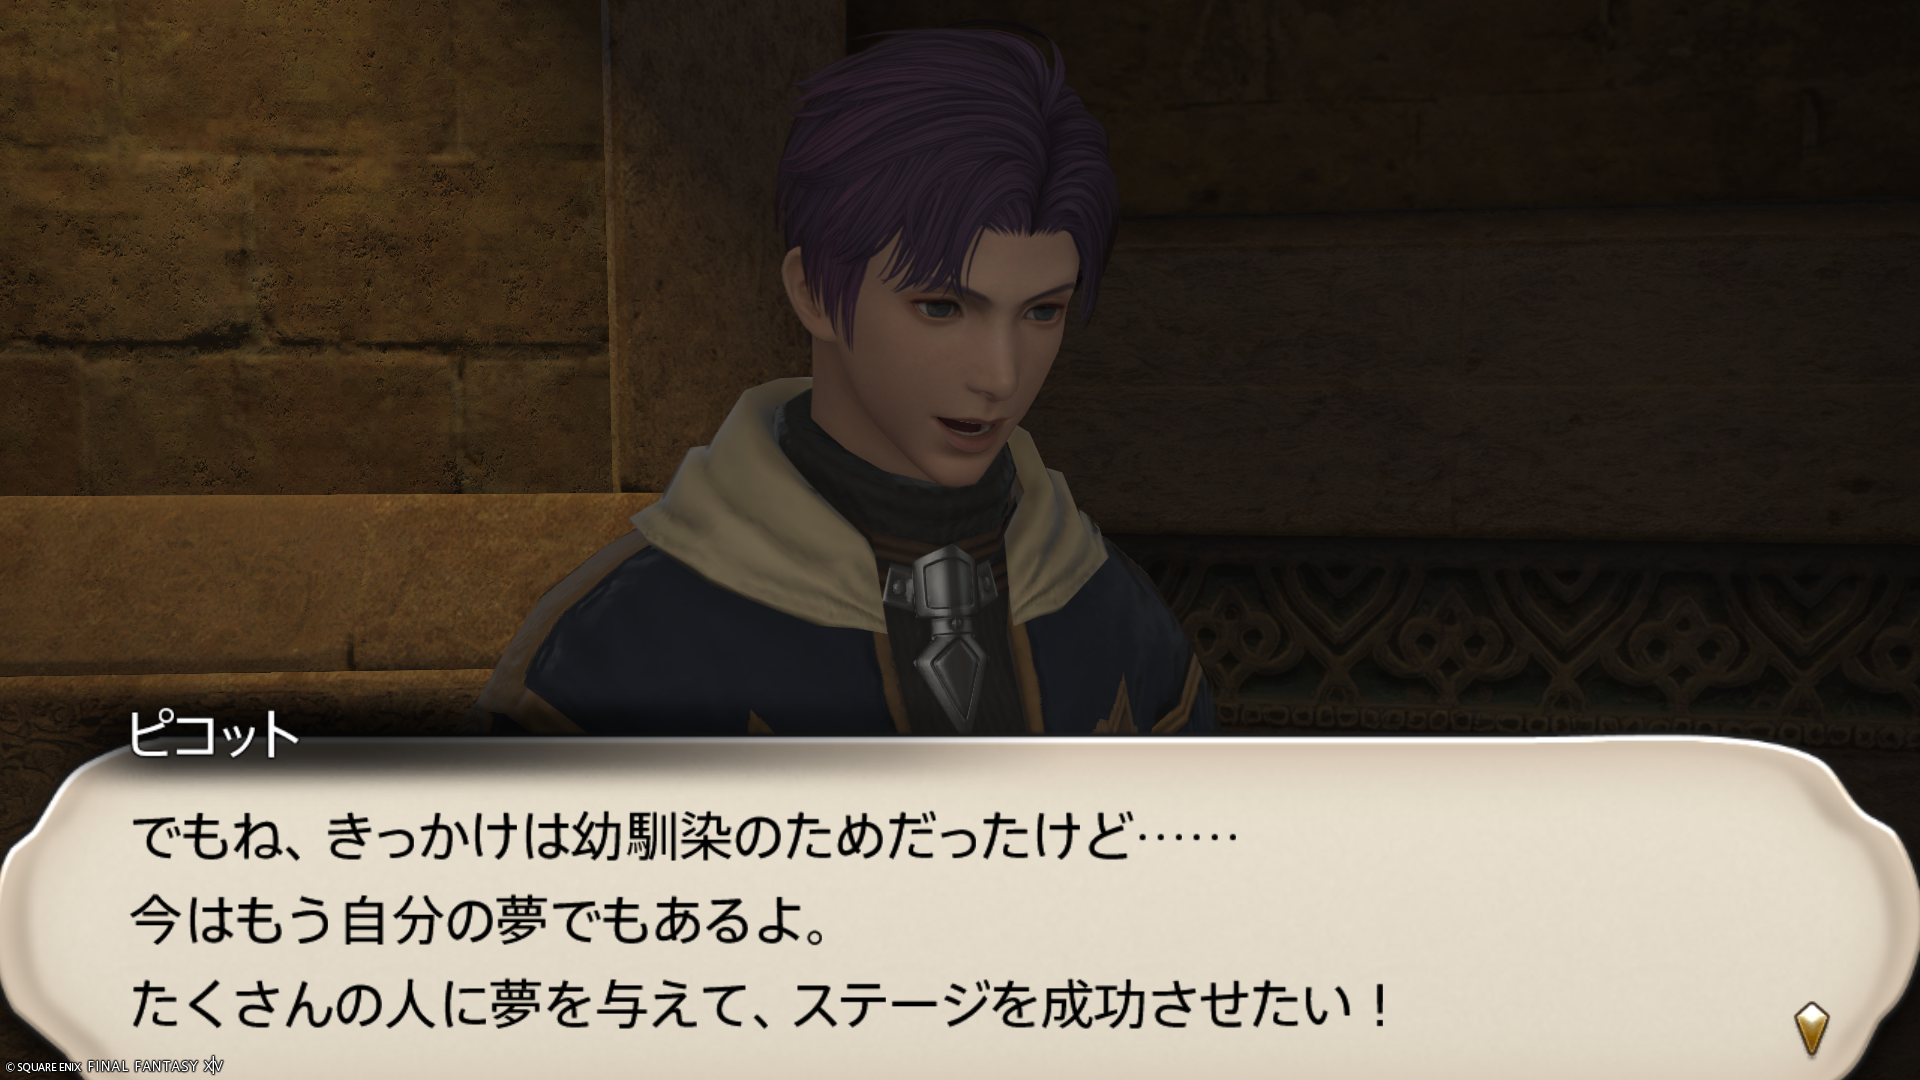 ピコット
でもね、きっかけは幼馴染のためだったけど……
今はもう自分の夢でもあるよ。
たくさんの人に夢を与えて、ステージを成功させたい！
© SQUARE ENIX FINAL FANTASY XIV